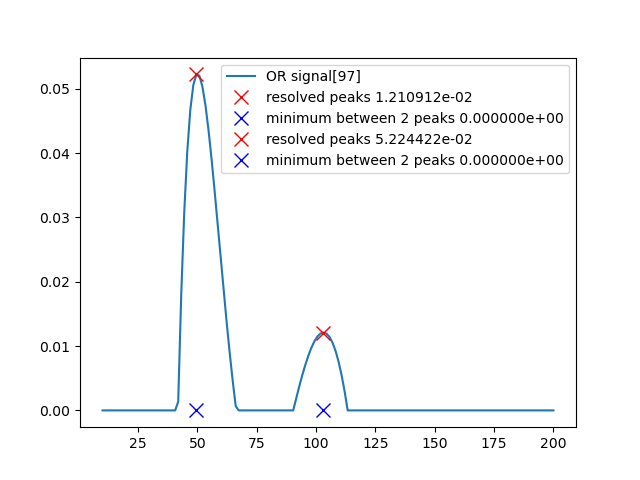 OR signal[97]
resolved peaks 1.210912e-02
minimum between 2 peaks 0.000000e+00
resolved peaks 5.224422e-02
minimum between 2 peaks 0.000000e+00
0.05
0.04
0.03
0.02
0.01
0.00
25 50 75 100 125 150 175 200